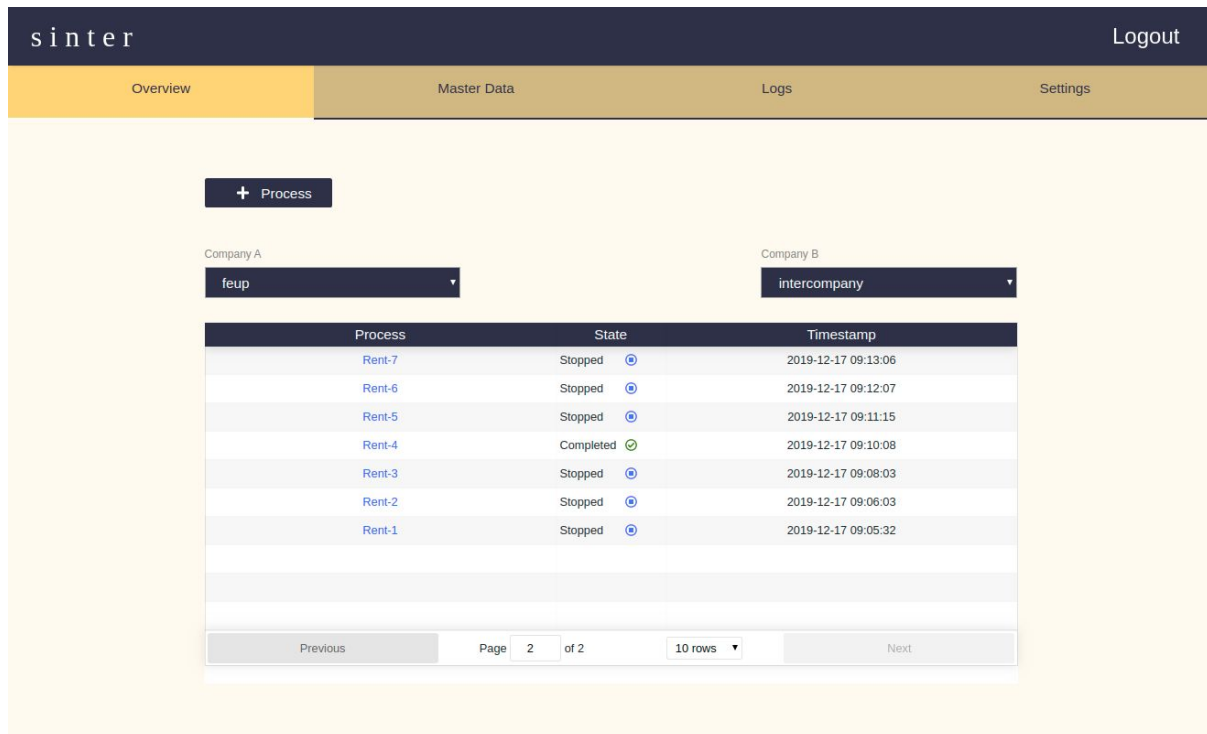 sinter Logout
Overview Master Data Logs Settings
+ Process
Company A Company B
feup intercompany
Process State Timestamp
Rent-7 Stopped 2019-12-17 09:13:06
Rent-6 Stopped 2019-12-17 09:12:07
Rent-5 Stopped 2019-12-17 09:11:15
Rent-4 Completed 2019-12-17 09:10:08
Rent-3 Stopped 2019-12-17 09:08:03
Rent-2 Stopped 2019-12-17 09:06:03
Rent-1 Stopped 2019-12-17 09:05:32
Previous Page 2 of 2 10 rows Next